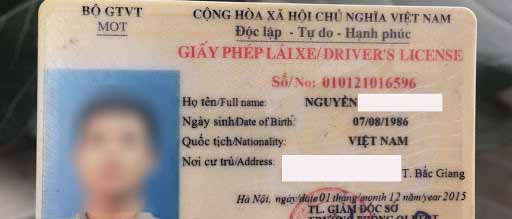 BỘ GTVT
MOT
CỘNG HÒA XÃ HỘI CHỦ NGHĨA VIỆT NAM
Độc lập - Tự do - Hạnh phúc
GIẤY PHÉP LÁI XE/ DRIVER'S LICENSE
Số/No: 010121016596
Họ tên/Full name: NGUYỄN
Ngày sinh/Date of Birth: 07/08/1986
Quốc tịch/Nationality: VIỆT NAM
Nơi cư trú/Address:
T. Bắc Giang
Hà Nội, ngày/date 01 tháng/month 12 năm/year 2015
TL. GIÁM ĐỐC SỞ